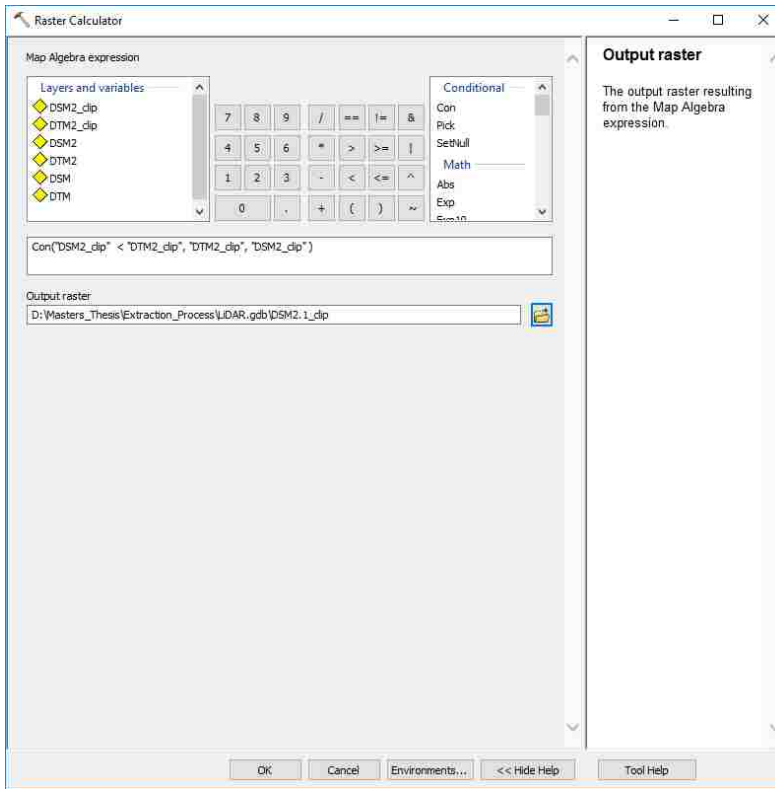 Raster Calculator
Map Algebra expression
Layers and variables
DSM2_clip
DTM2_clip
DSM2
DTM2
DSM
DTM
7 8 9 / == != &
4 5 6 * > >= |
1 2 3 - < <= ^
0 . + ( ) ~
Conditional
Con
Pick
SetNull
Math
Abs
Exp
Exp10
Con("DSM2_clip" < "DTM2_clip", "DTM2_clip", "DSM2_clip")
Output raster
D:\Masters_Thesis\Extraction_Process\LiDAR.gdb\DSM2.1_clip
OK Cancel Environments... << Hide Help Tool Help
Output raster
The output raster resulting
from the Map Algebra
expression.